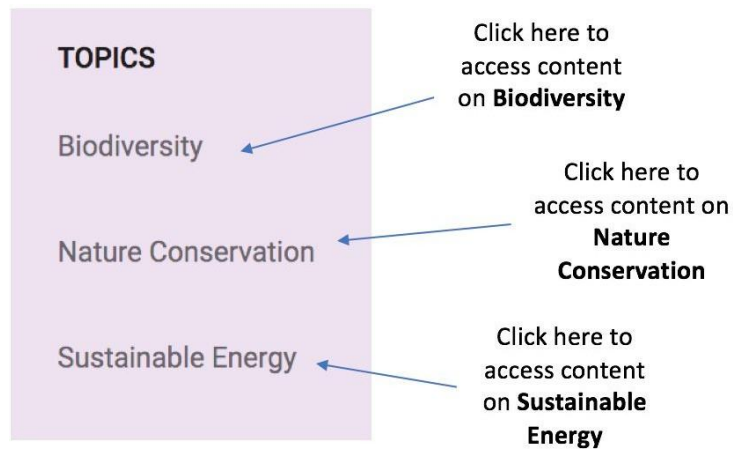 TOPICS
Biodiversity
Nature Conservation
Sustainable Energy
Click here to
access content
on Biodiversity
Click here to
access content on
Nature
Conservation
Click here to
access content
on Sustainable
Energy